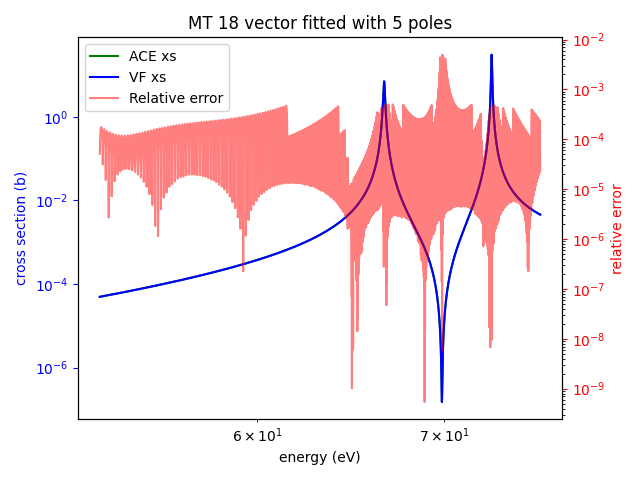 MT 18 vector fitted with 5 poles
ACE xs
VF xs
Relative error
cross section (b)
10⁰
10⁻²
10⁻⁴
10⁻⁶
6 × 10¹
7 × 10¹
energy (eV)
10⁻²
10⁻³
10⁻⁴
10⁻⁵
10⁻⁶
10⁻⁷
10⁻⁸
10⁻⁹
relative error